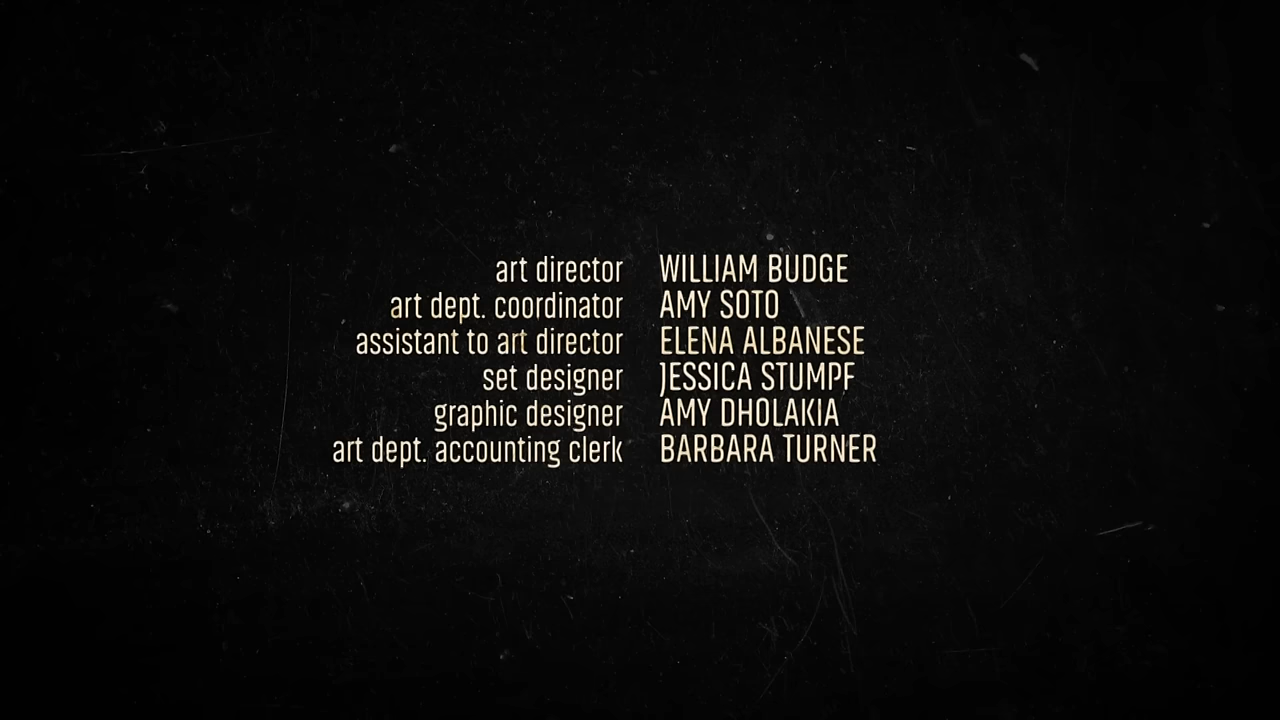 art director WILLIAM BUDGE
art dept. coordinator AMY SOTO
assistant to art director ELENA ALBANESE
set designer JESSICA STUMPF
graphic designer AMY DHOLAKIA
art dept. accounting clerk BARBARA TURNER